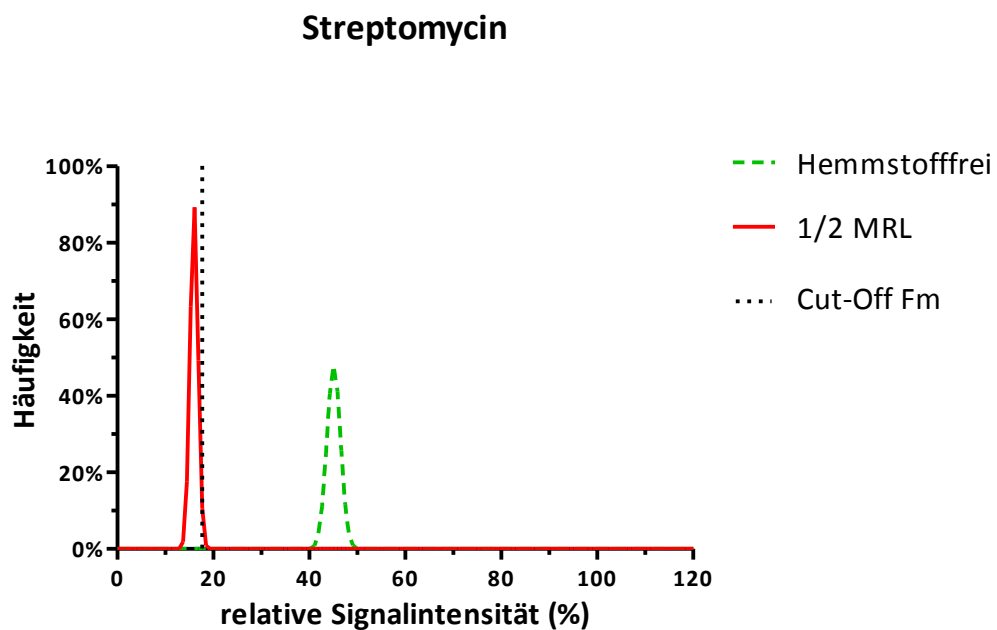 Streptomycin
100%
80%
60%
40%
20%
0%
Häufigkeit
0 20 40 60 80 100 120
relative Signalintensität (%)
Hemmstofffrei
1/2 MRL
Cut-Off Fm